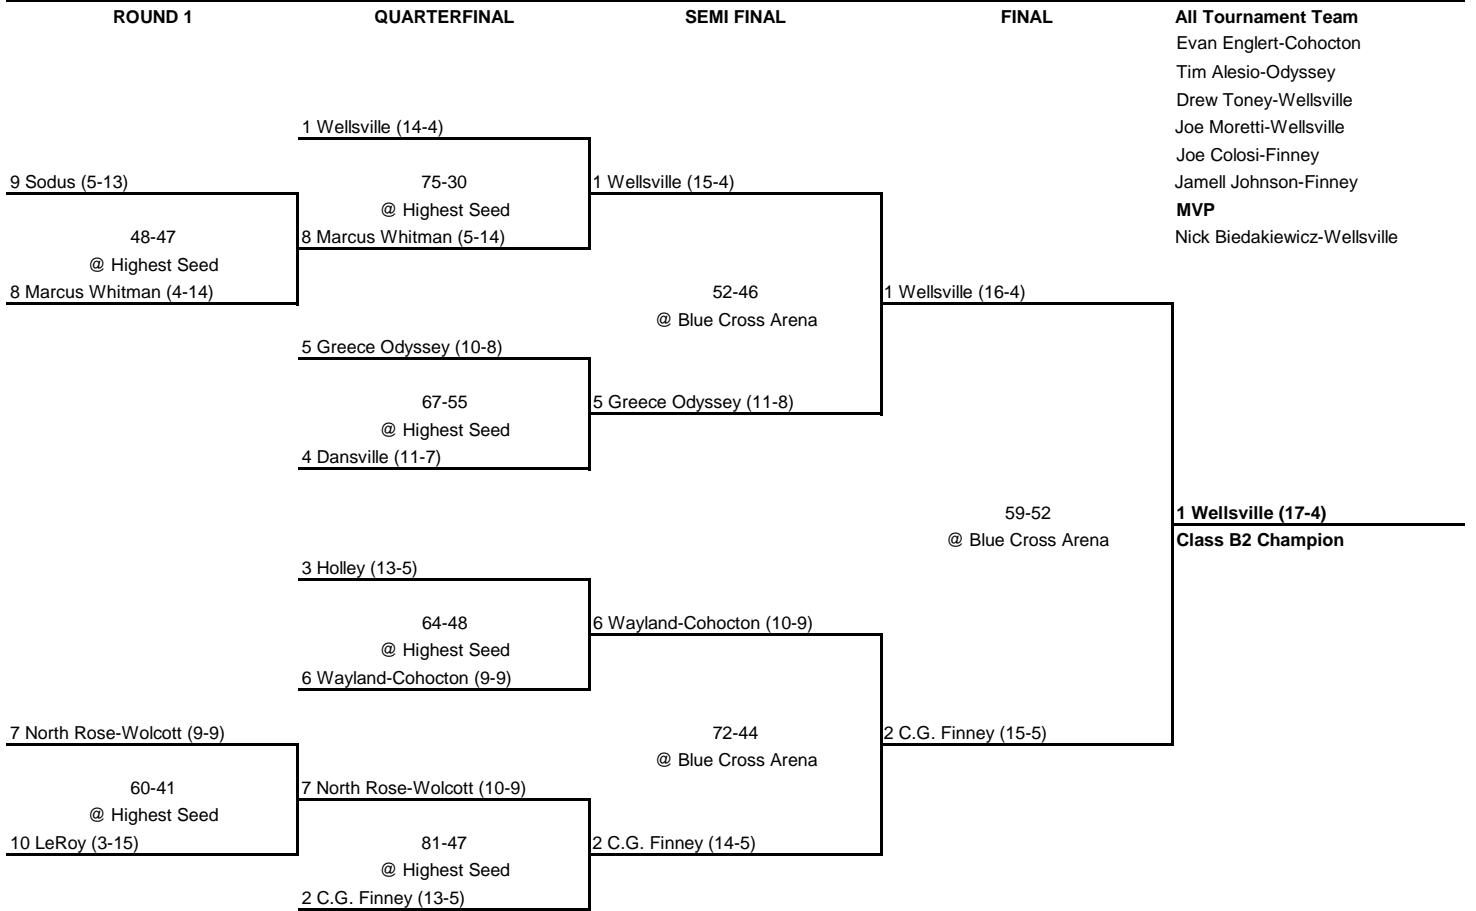 ROUND 1 QUARTERFINAL SEMI FINAL FINAL All Tournament Team
Evan Englert-Cohocton
Tim Alesio-Odyssey
Drew Toney-Wellsville
1 Wellsville (14-4) Joe Moretti-Wellsville
Joe Colosi-Finney
9 Sodus (5-13) 75-30 1 Wellsville (15-4) Jamell Johnson-Finney
@ Highest Seed MVP
48-47 8 Marcus Whitman (5-14) Nick Biedakiewicz-Wellsville
@ Highest Seed
8 Marcus Whitman (4-14) 52-46 1 Wellsville (16-4)
@ Blue Cross Arena
5 Greece Odyssey (10-8)
67-55 5 Greece Odyssey (11-8)
@ Highest Seed
4 Dansville (11-7)
59-52 1 Wellsville (17-4)
@ Blue Cross Arena Class B2 Champion
3 Holley (13-5)
64-48 6 Wayland-Cohocton (10-9)
@ Highest Seed
6 Wayland-Cohocton (9-9)
7 North Rose-Wolcott (9-9) 72-44 2 C.G. Finney (15-5)
@ Blue Cross Arena
60-41 7 North Rose-Wolcott (10-9)
@ Highest Seed
10 LeRoy (3-15) 81-47 2 C.G. Finney (14-5)
@ Highest Seed
2 C.G. Finney (13-5)